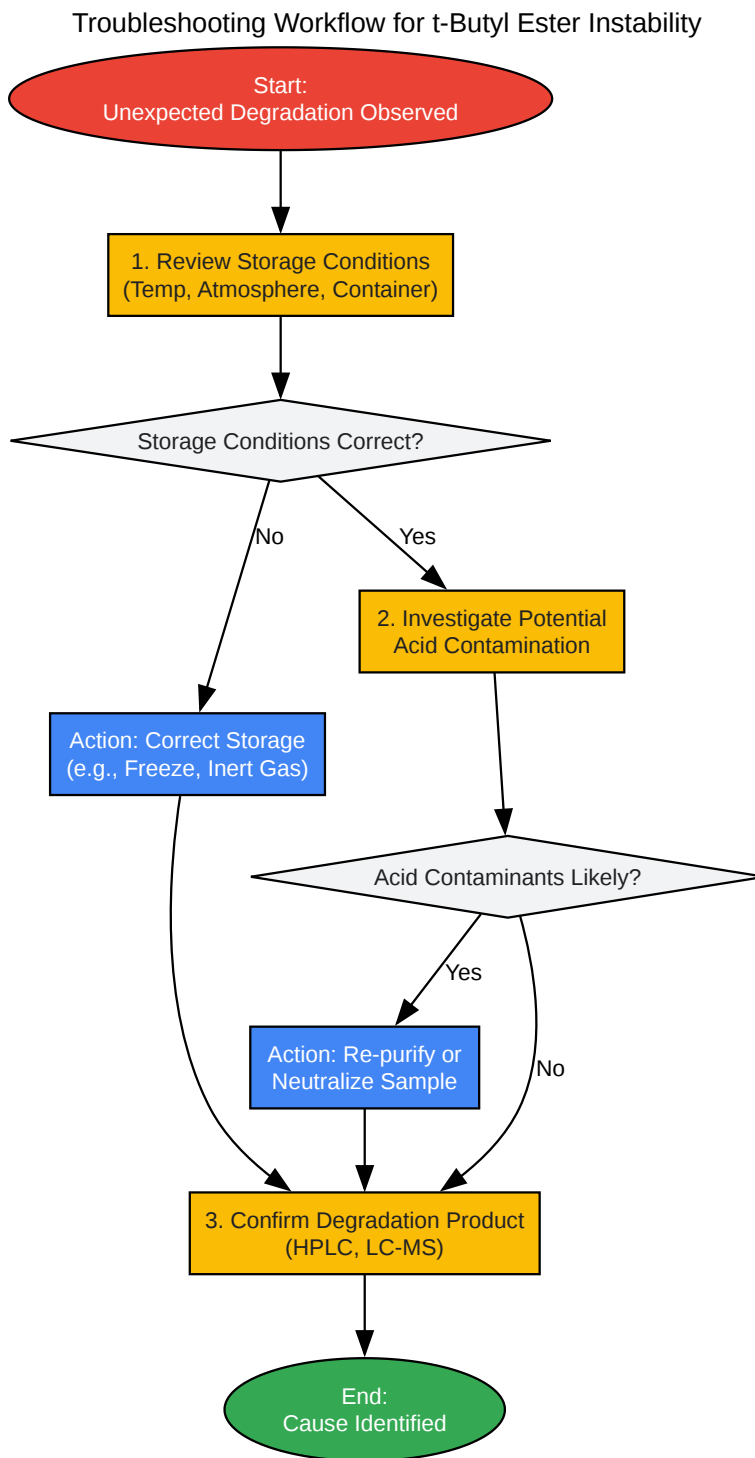 Troubleshooting Workflow for t-Butyl Ester Instability
Start:
Unexpected Degradation Observed
1. Review Storage Conditions
(Temp, Atmosphere, Container)
Storage Conditions Correct?
No
Yes
2. Investigate Potential
Acid Contamination
Action: Correct Storage
(e.g., Freeze, Inert Gas)
Acid Contaminants Likely?
Yes
No
Action: Re-purify or
Neutralize Sample
3. Confirm Degradation Product
(HPLC, LC-MS)
End:
Cause Identified